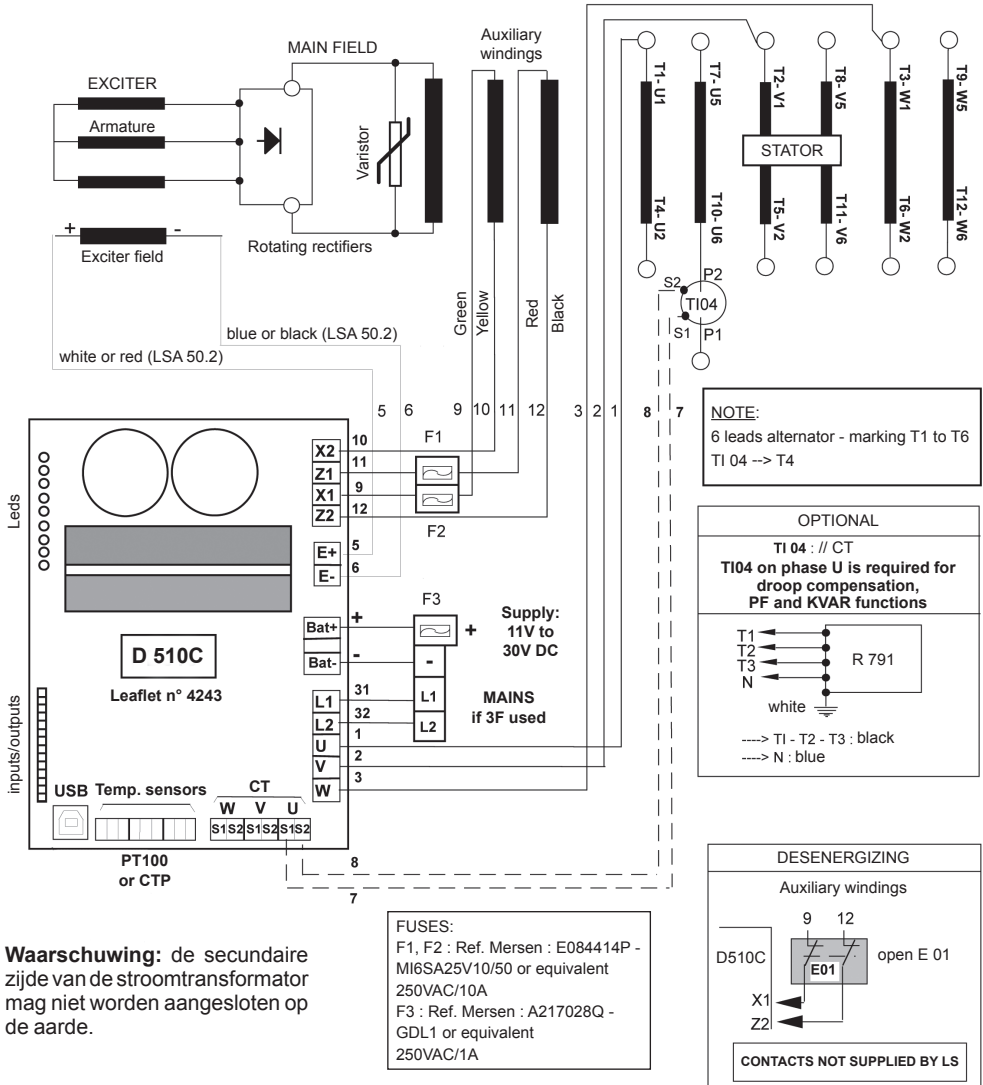 EXCITER
Armature
+
-
Exciter field
MAIN FIELD
Varistor
Rotating rectifiers
Auxiliary
windings
Green
Yellow
Red
Black
T1- U1
T4- U2
T7- U5
T10- U6
T2- V1
T5- V2
T8- V5
T11- V6
T3- W1
T6- W2
T9- W5
T12- W6
STATOR
S2
P2
TI04
S1
P1
blue or black (LSA 50.2)
white or red (LSA 50.2)
5
6
9
10
11
12
3
2
1
8
7
F1
F2
Leds
X2
10
Z1
11
X1
9
Z2
12
E+
5
E-
6
F3
Bat+
+
Bat-
-
+
-
Supply:
11V to
30V DC
L1
31
L2
32
L1
L2
MAINS
if 3F used
U
1
V
2
W
3
D 510C
Leaflet n° 4243
inputs/outputs
USB
Temp. sensors
CT
W V U
S1 S2 S1 S2 S1 S2
PT100
or CTP
8
7
NOTE:
6 leads alternator - marking T1 to T6
TI 04 --> T4
OPTIONAL
TI 04 : // CT
TI04 on phase U is required for
droop compensation,
PF and KVAR functions
T1
T2
T3
N
R 791
white
----> TI - T2 - T3 : black
----> N : blue
DESENERGIZING
Auxiliary windings
9 12
D510C
E01
open E 01
X1
Z2
CONTACTS NOT SUPPLIED BY LS
FUSES:
F1, F2 : Ref. Mersen : E084414P -
MI6SA25V10/50 or equivalent
250VAC/10A
F3 : Ref. Mersen : A217028Q -
GDL1 or equivalent
250VAC/1A
Waarschuwing: de secundaire
zijde van de stroomtransformator
mag niet worden aangesloten op
de aarde.